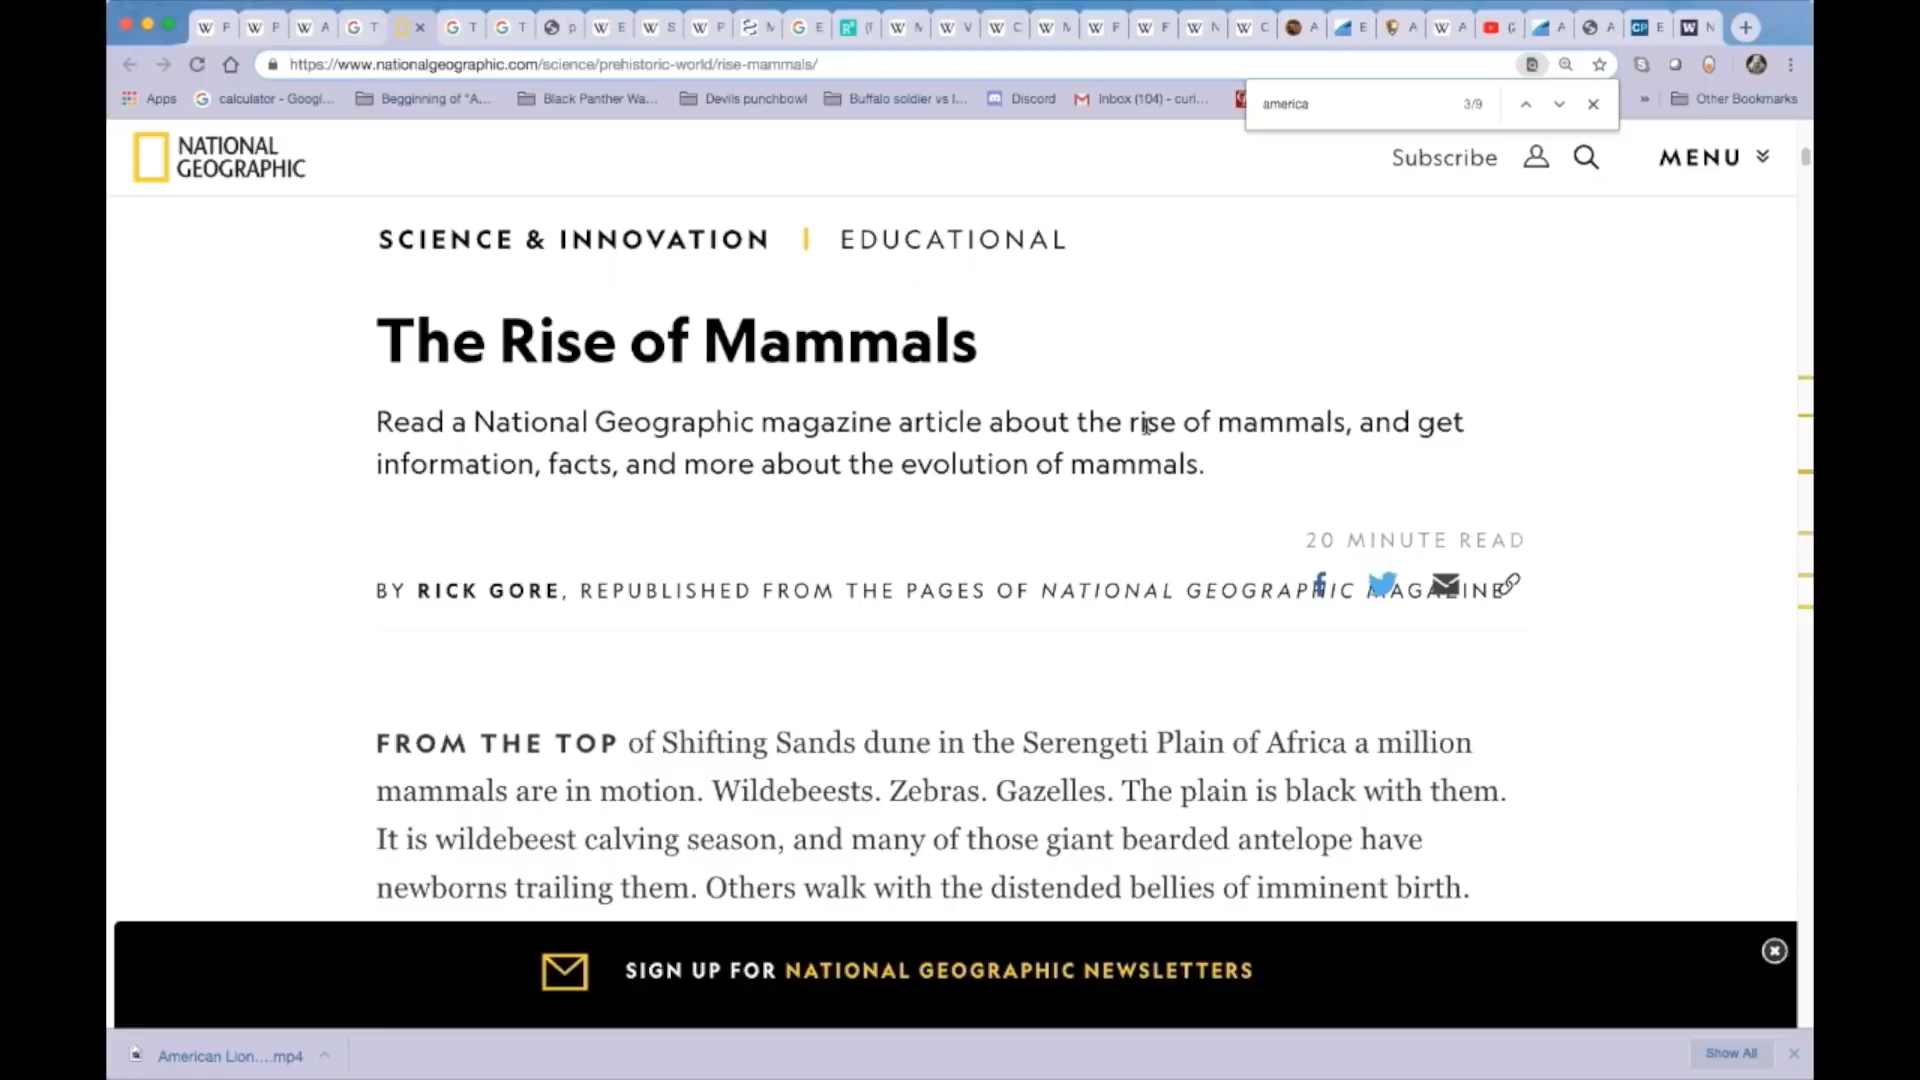 F
F
A
T
T
T
p
E
S
F
M
E
(f
M
V
C
M
F
F
N
C
A
E
A
A
A
A
E
N
https://www.nationalgeographic.com/science/prehistoric-world/rise-mammals/
Apps
calculator - Googl...
Begginning of "A...
Black Panther Wa...
Devils punchbowl
Buffalo soldier vs l...
Discord
Inbox (104) - curi...
»
Other Bookmarks
america 3/9
NATIONAL
GEOGRAPHIC
Subscribe
MENU
SCIENCE & INNOVATION | EDUCATIONAL
The Rise of Mammals
Read a National Geographic magazine article about the rise of mammals, and get
information, facts, and more about the evolution of mammals.
20 MINUTE READ
BY RICK GORE, REPUBLISHED FROM THE PAGES OF NATIONAL GEOGRAPHIC MAGAZINE
FROM THE TOP of Shifting Sands dune in the Serengeti Plain of Africa a million
mammals are in motion. Wildebeests. Zebras. Gazelles. The plain is black with them.
It is wildebeest calving season, and many of those giant bearded antelope have
newborns trailing them. Others walk with the distended bellies of imminent birth.
SIGN UP FOR NATIONAL GEOGRAPHIC NEWSLETTERS
American Lion....mp4
Show All